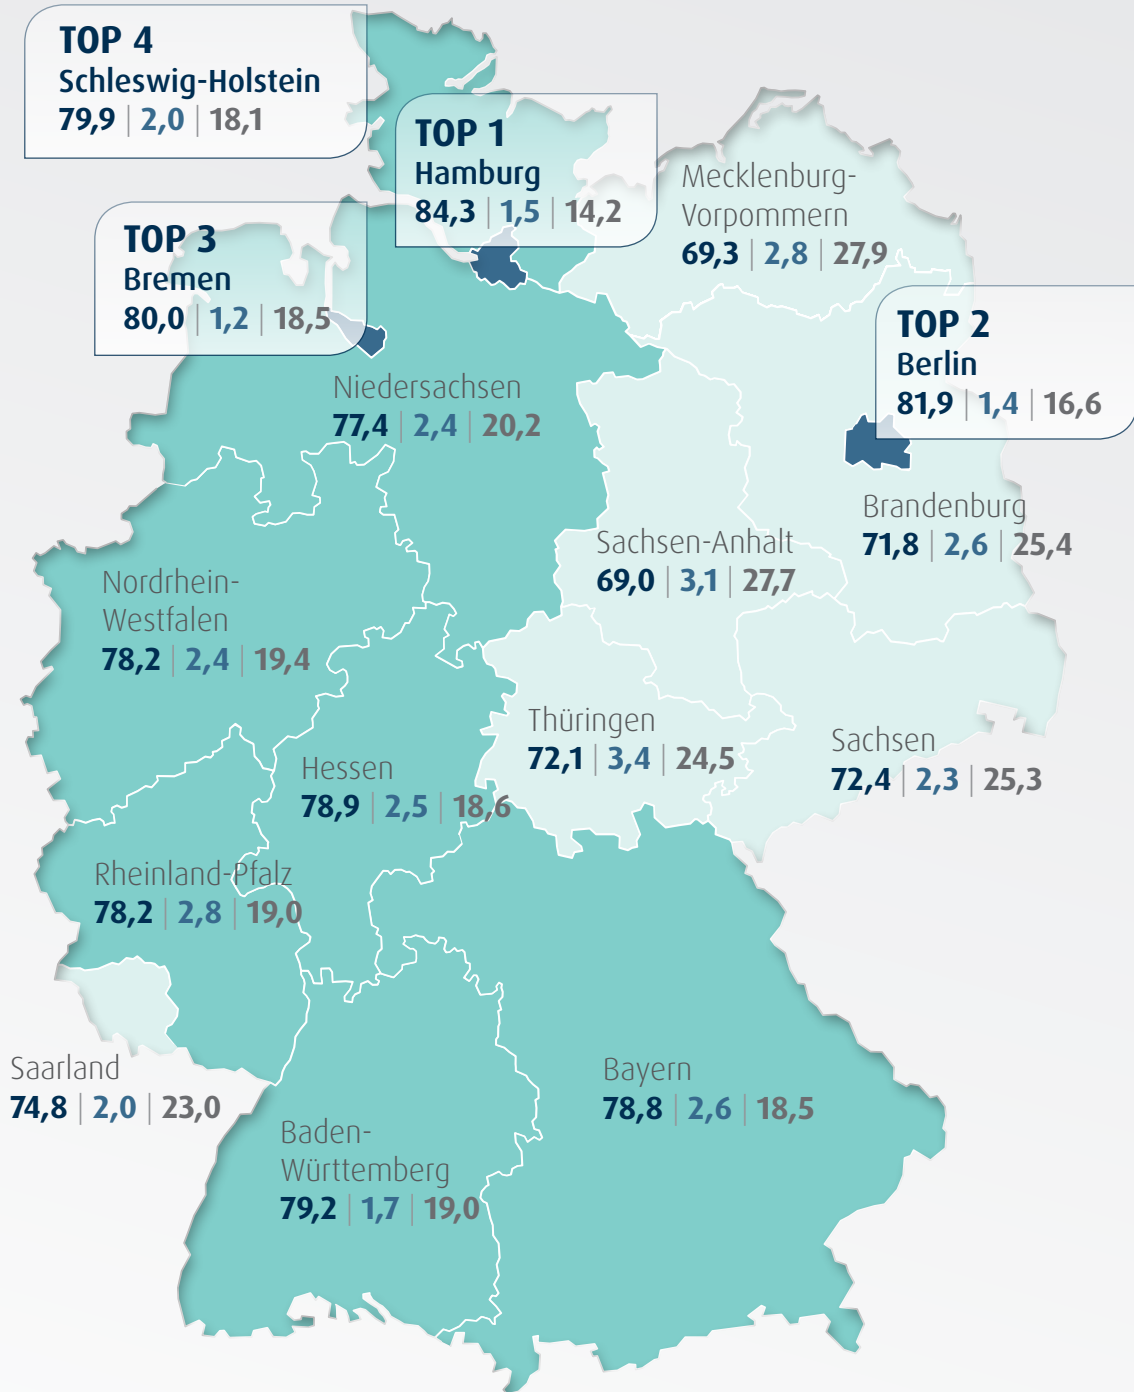 TOP 4
Schleswig-Holstein
79,9 | 2,0 | 18,1
TOP 1
Hamburg
84,3 | 1,5 | 14,2
Mecklenburg-
Vorpommern
69,3 | 2,8 | 27,9
TOP 3
Bremen
80,0 | 1,2 | 18,5
TOP 2
Berlin
81,9 | 1,4 | 16,6
Niedersachsen
77,4 | 2,4 | 20,2
Brandenburg
71,8 | 2,6 | 25,4
Sachsen-Anhalt
69,0 | 3,1 | 27,7
Nordrhein-
Westfalen
78,2 | 2,4 | 19,4
Thüringen
72,1 | 3,4 | 24,5
Sachsen
72,4 | 2,3 | 25,3
Hessen
78,9 | 2,5 | 18,6
Rheinland-Pfalz
78,2 | 2,8 | 19,0
Saarland
74,8 | 2,0 | 23,0
Bayern
78,8 | 2,6 | 18,5
Baden-
Württemberg
79,2 | 1,7 | 19,0